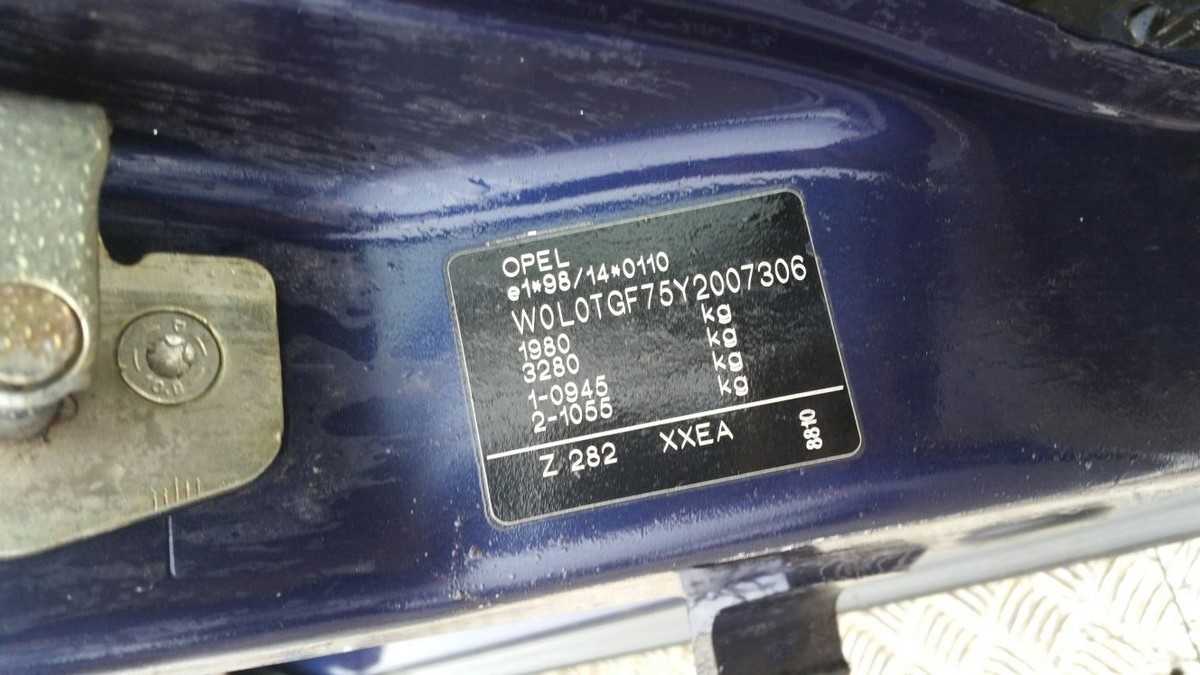 OPEL
e1*98/14*0110
W0L0TGF75Y2007306
1980 kg
3280 kg
1-0945 kg
2-1055 kg
Z 282 XXEA 8810